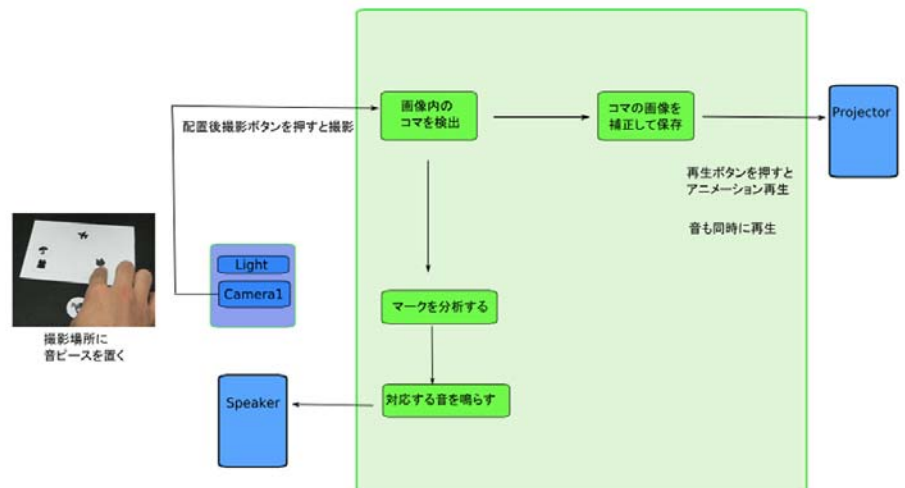 画像内の
コマを検出
コマの画像を
補正して保存
Projector
配置後撮影ボタンを押すと撮影
再生ボタンを押すと
アニメーション再生
音も同時に再生
Light
Camera1
撮影場所に
音ピースを置く
マークを分析する
対応する音を鳴らす
Speaker